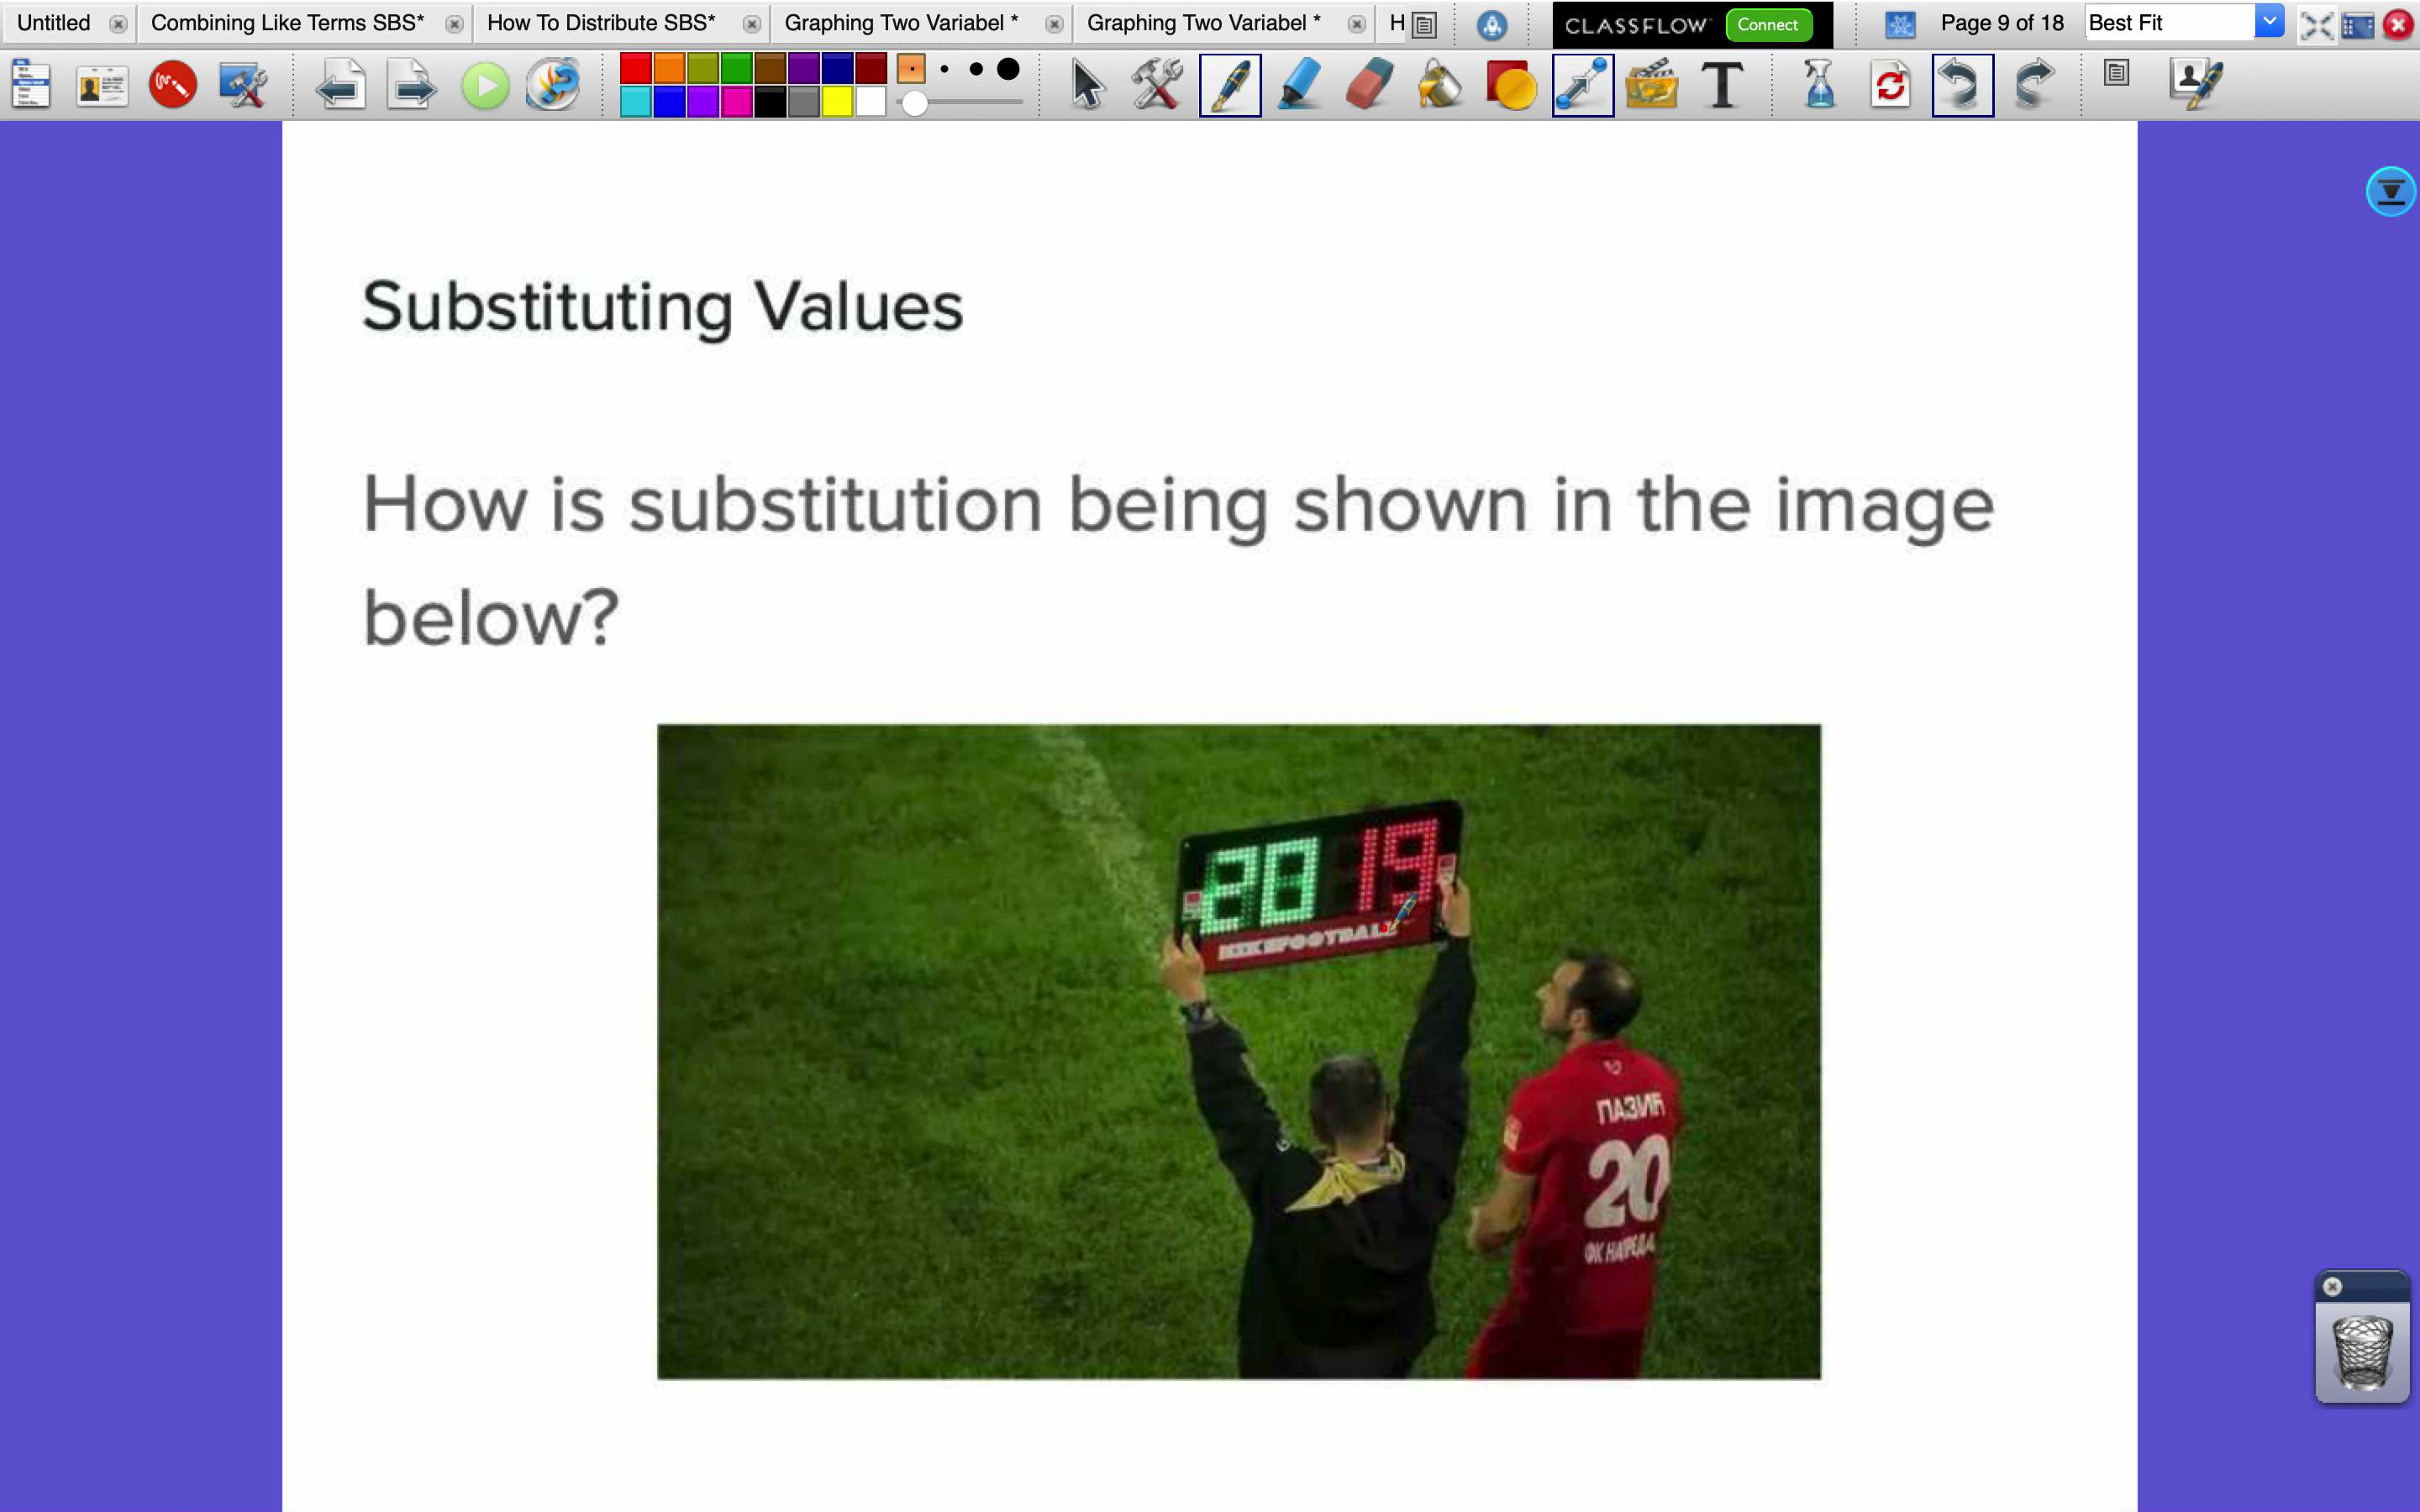 Untitled Combining Like Terms SBS* How To Distribute SBS* Graphing Two Variabel * Graphing Two Variabel * H CLASSFLOW Connect Page 9 of 18 Best Fit
T
Substituting Values
How is substitution being shown in the image
below?
28 19
ПАЗИЋ
20